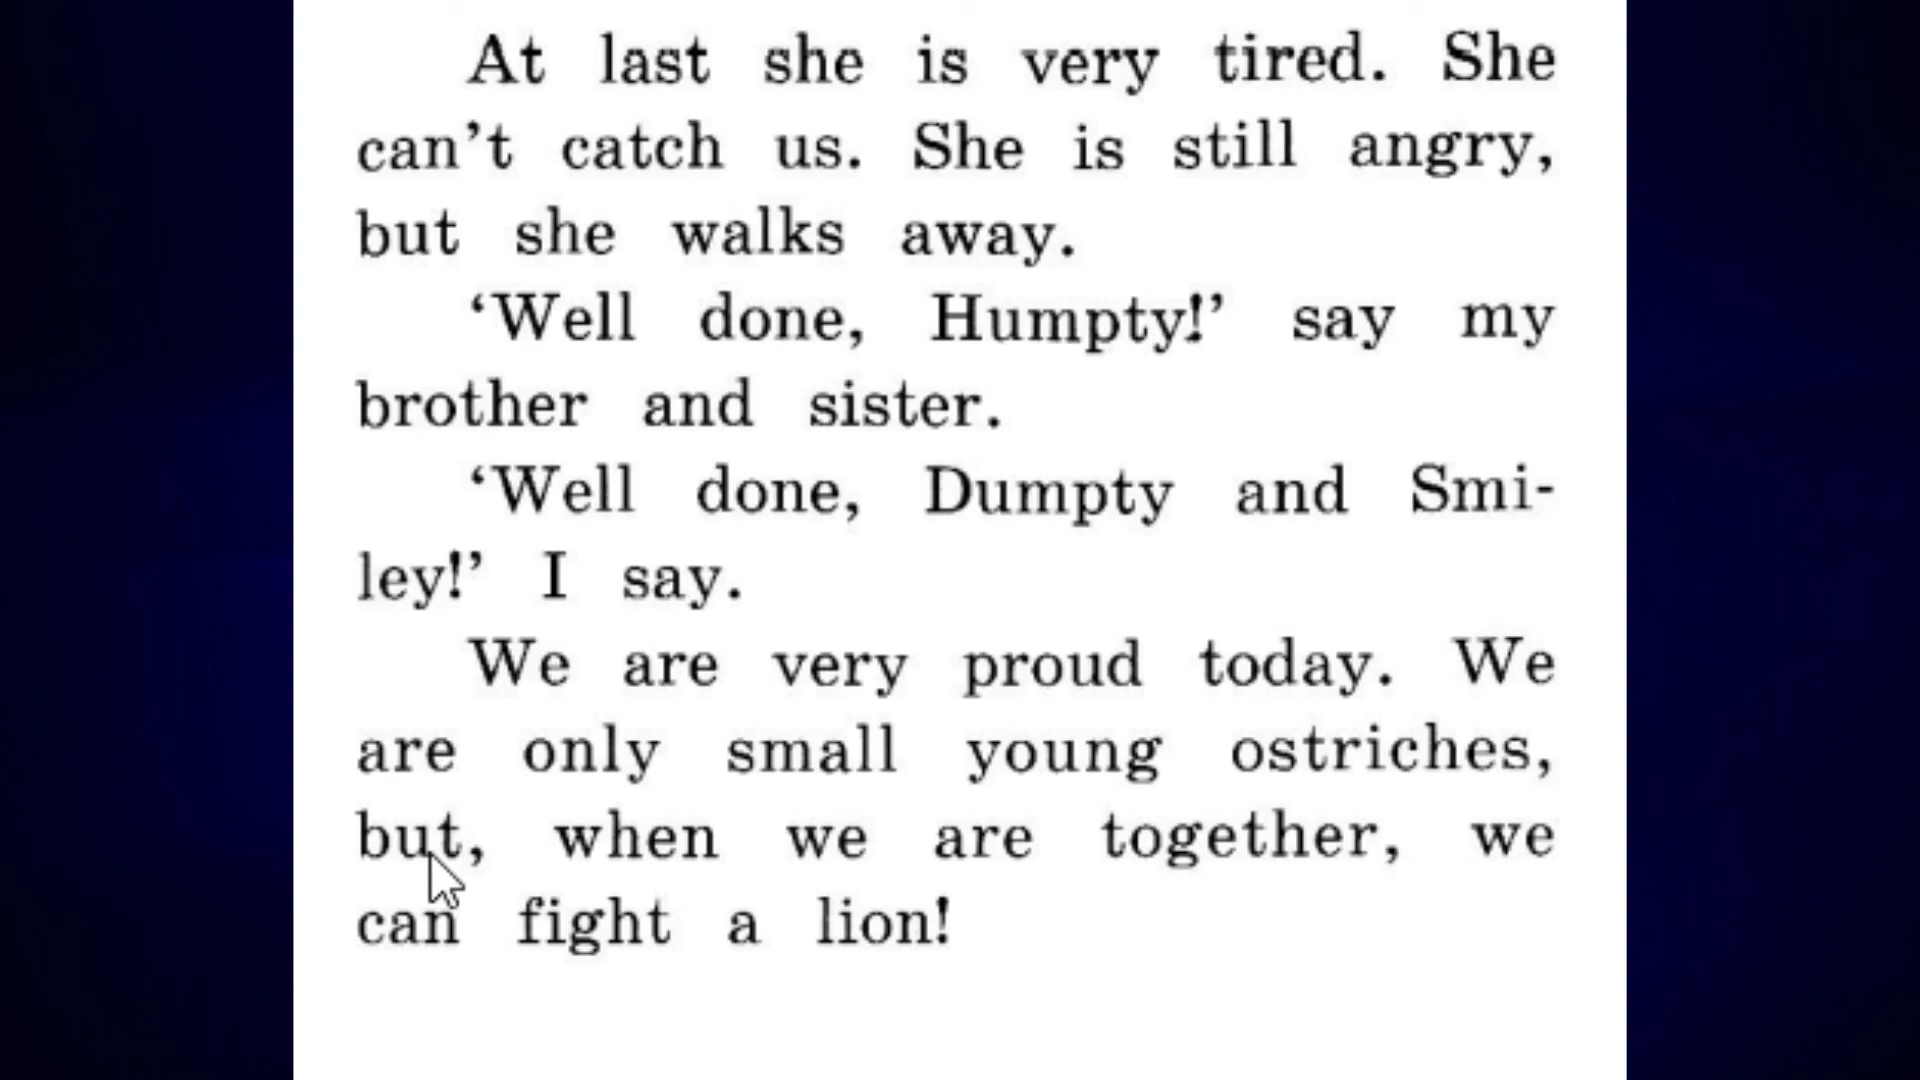 At last she is very tired. She
can't catch us. She is still angry,
but she walks away.
‘Well done, Humpty!’ say my
brother and sister.
‘Well done, Dumpty and Smi-
ley!’ I say.
We are very proud today. We
are only small young ostriches,
but, when we are together, we
can fight a lion!